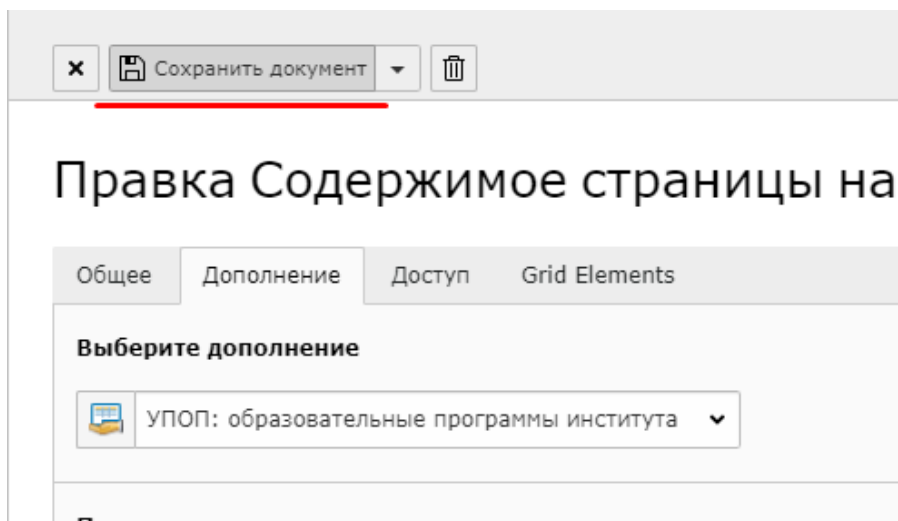 Сохранить документ
Правка Содержимое страницы на
Общее Дополнение Доступ Grid Elements
Выберите дополнение
УПОП: образовательные программы института